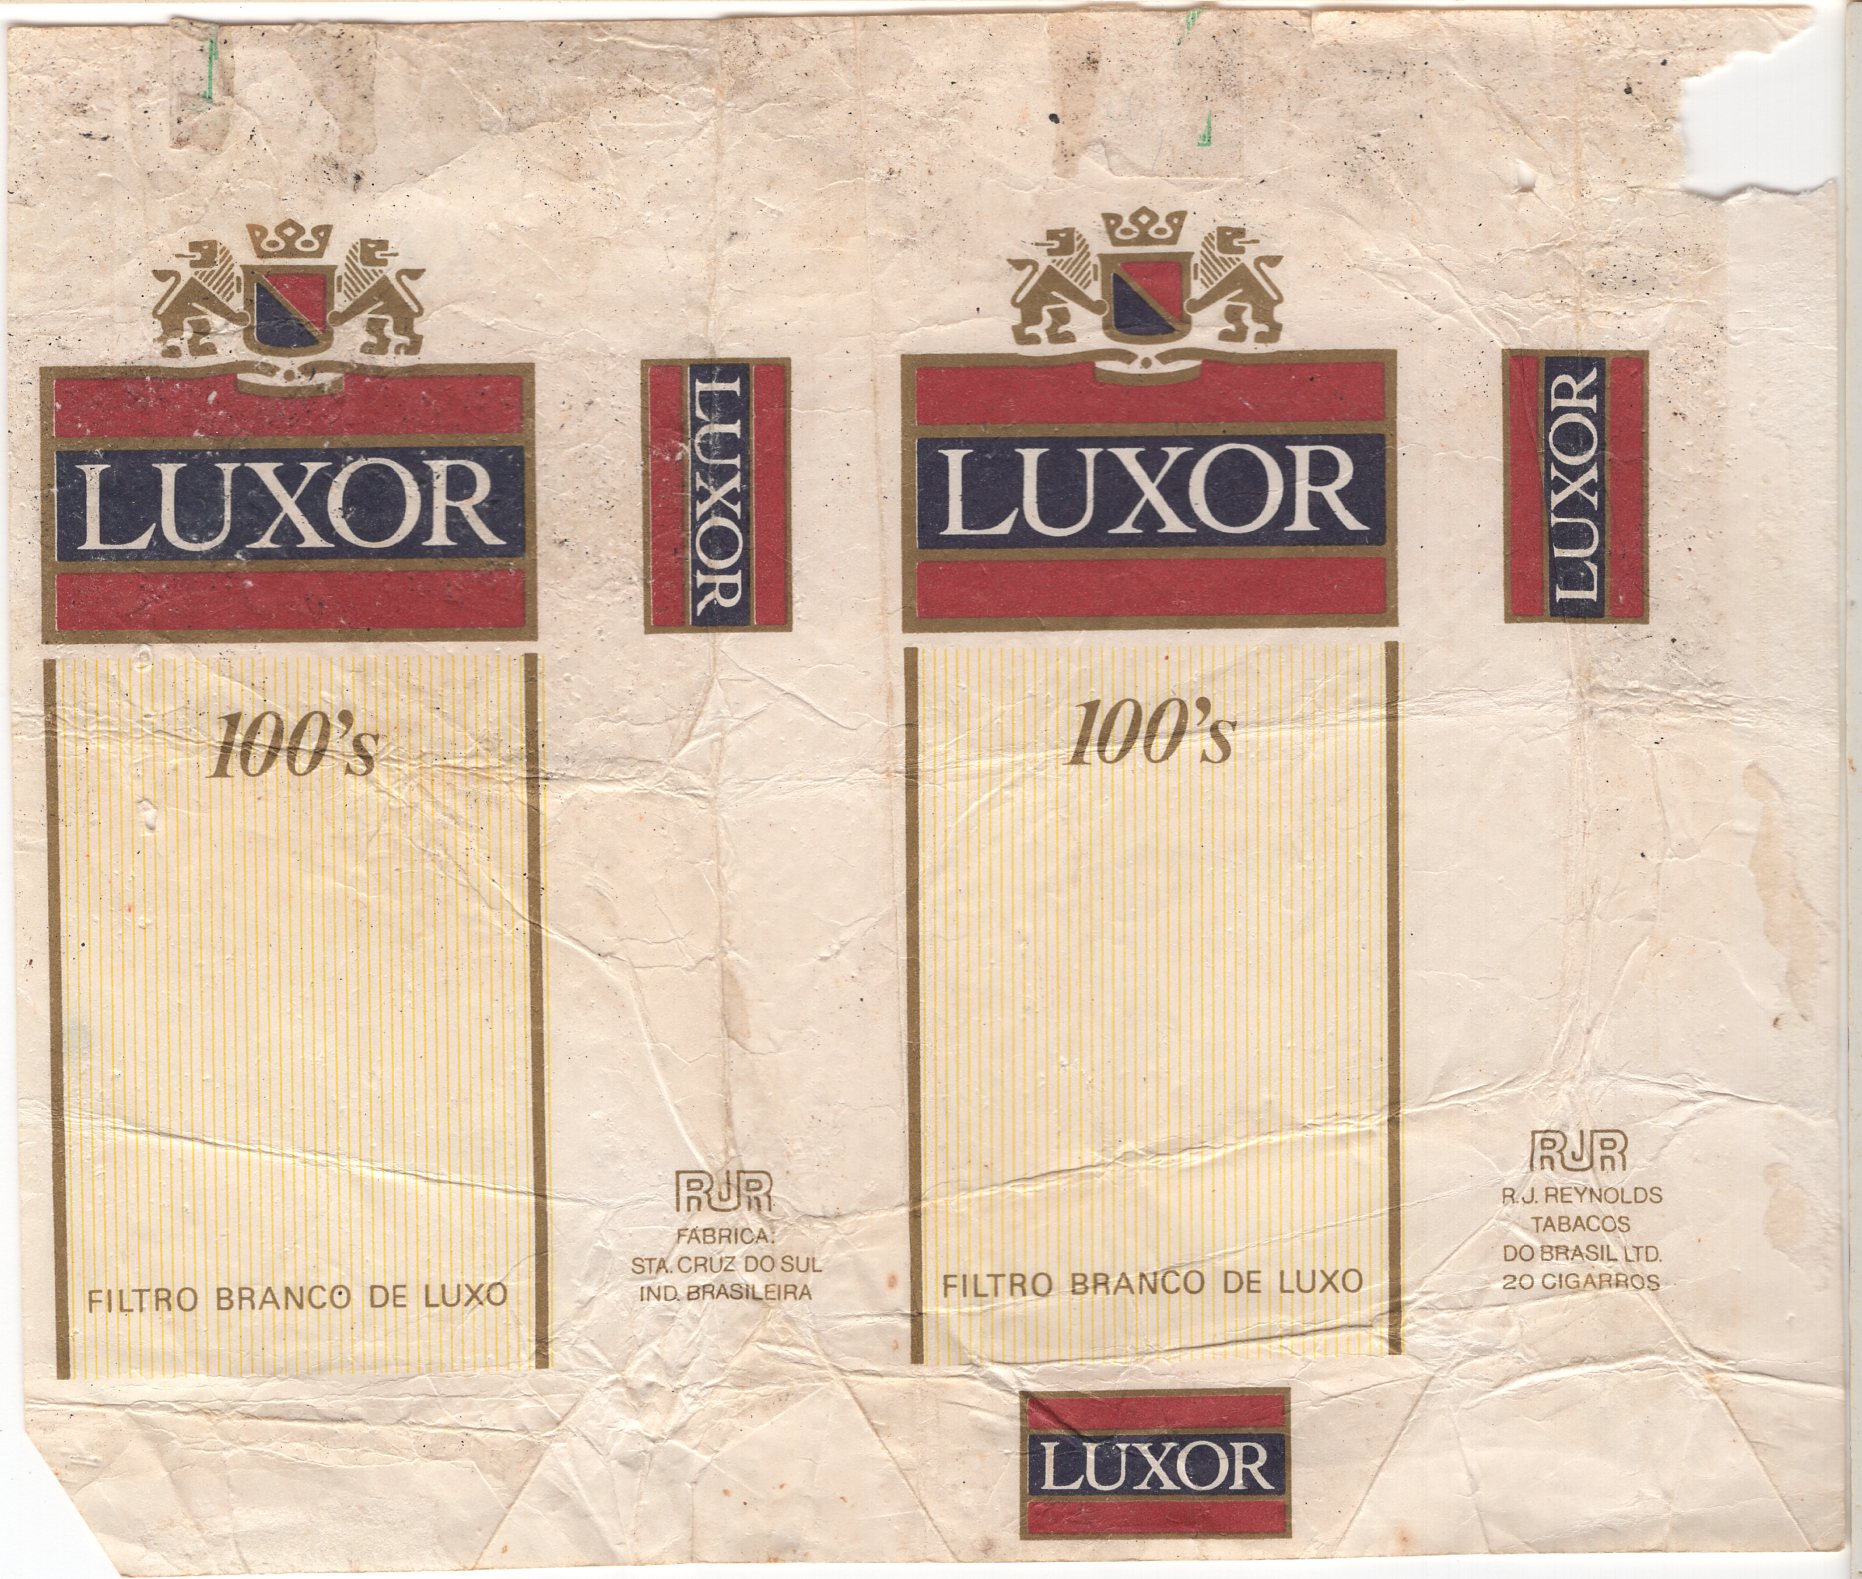 LUXOR
100's
FILTRO BRANCO DE LUXO
LUXOR
RJR
FÁBRICA:
STA. CRUZ DO SUL
IND. BRASILEIRA
LUXOR
100's
FILTRO BRANCO DE LUXO
LUXOR
LUXOR
RJR
R.J. REYNOLDS
TABACOS
DO BRASIL LTD.
20 CIGARROS